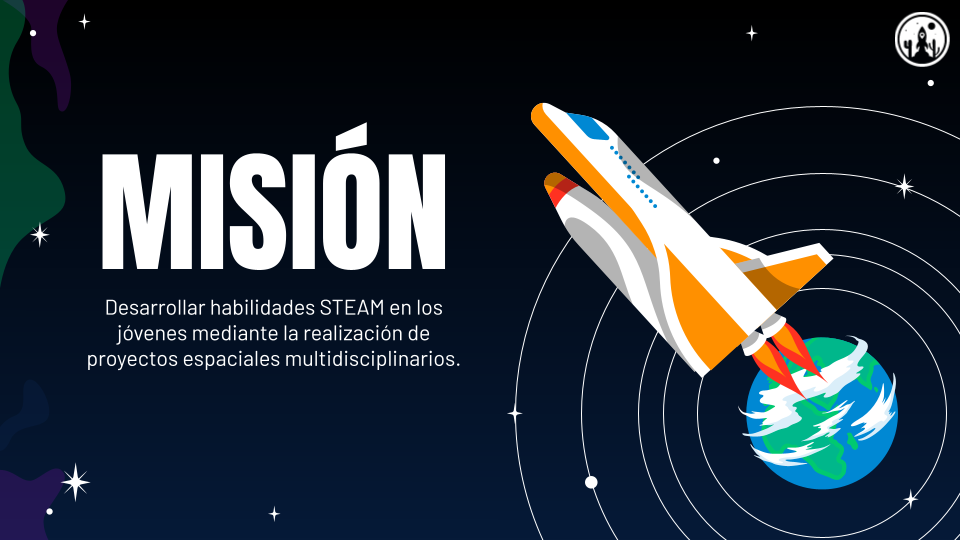 MISIÓN
Desarrollar habilidades STEAM en los
jóvenes mediante la realización de
proyectos espaciales multidisciplinarios.